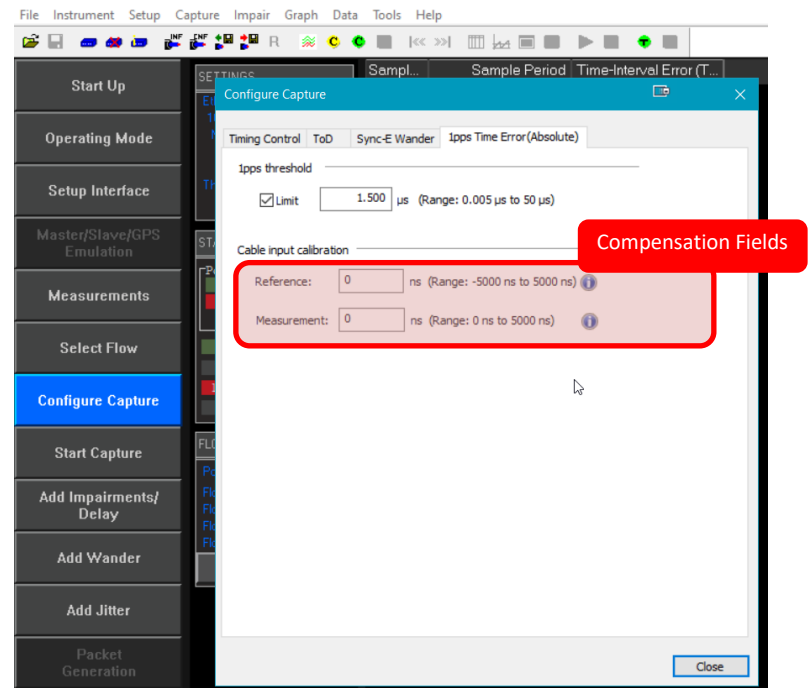 File Instrument Setup Capture Impair Graph Data Tools Help
INF ENF R C C T
Sampl... Sample Period Time-Interval Error (T...
Start Up
Operating Mode
Setup Interface
Master/Slave/GPS
Emulation
Measurements
Select Flow
Configure Capture
Start Capture
Add Impairments/
Delay
Add Wander
Add Jitter
Packet
Generation
SETTINGS
Configure Capture
Timing Control ToD Sync-E Wander 1pps Time Error(Absolute)
1pps threshold
Limit 1.500 µs (Range: 0.005 µs to 50 µs)
Cable input calibration
Compensation Fields
Reference: 0 ns (Range: -5000 ns to 5000 ns)
Measurement: 0 ns (Range: 0 ns to 5000 ns)
Close